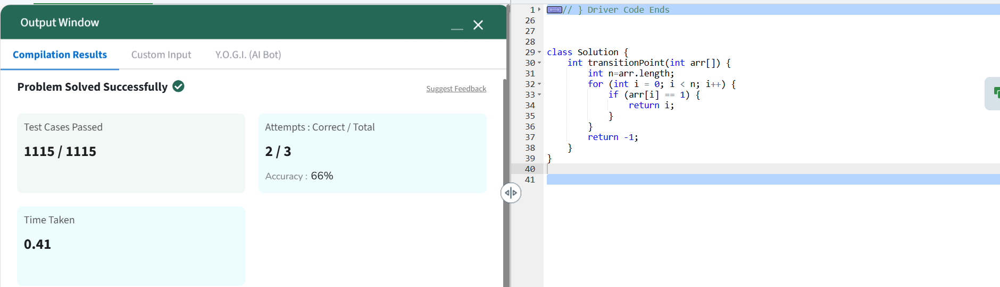 Output Window
Compilation Results
Custom Input
Y.O.G.I. (AI Bot)
Problem Solved Successfully
Suggest Feedback
Test Cases Passed
1115 / 1115
Attempts : Correct / Total
2 / 3
Accuracy : 66%
Time Taken
0.41
1 // } Driver Code Ends
26
27
28
29 class Solution {
30     int transitionPoint(int arr[]) {
31         int n=arr.length;
32         for (int i = 0; i < n; i++) {
33             if (arr[i] == 1) {
34                 return i;
35             }
36         }
37         return -1;
38     }
39 }
40
41